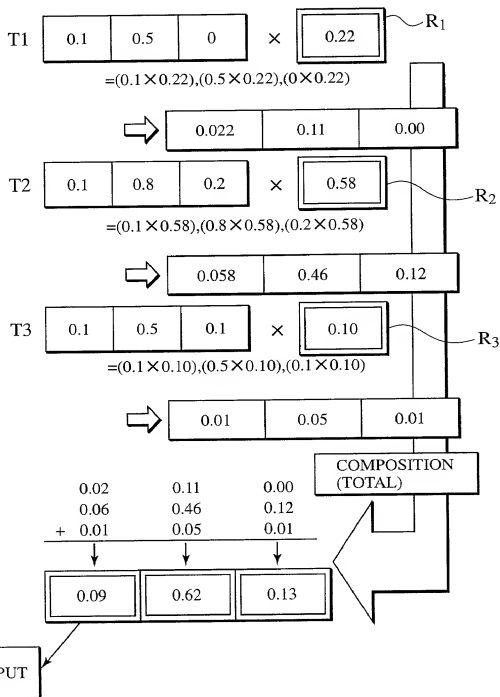 T1 0.1 0.5 0 × 0.22 R1
=(0.1×0.22),(0.5×0.22),(0×0.22)
0.022 0.11 0.00
T2 0.1 0.8 0.2 × 0.58 R2
=(0.1×0.58),(0.8×0.58),(0.2×0.58)
0.058 0.46 0.12
T3 0.1 0.5 0.1 × 0.10 R3
=(0.1×0.10),(0.5×0.10),(0.1×0.10)
0.01 0.05 0.01
COMPOSITION
(TOTAL)
0.02 0.11 0.00
0.06 0.46 0.12
+ 0.01 0.05 0.01
0.09 0.62 0.13
PUT